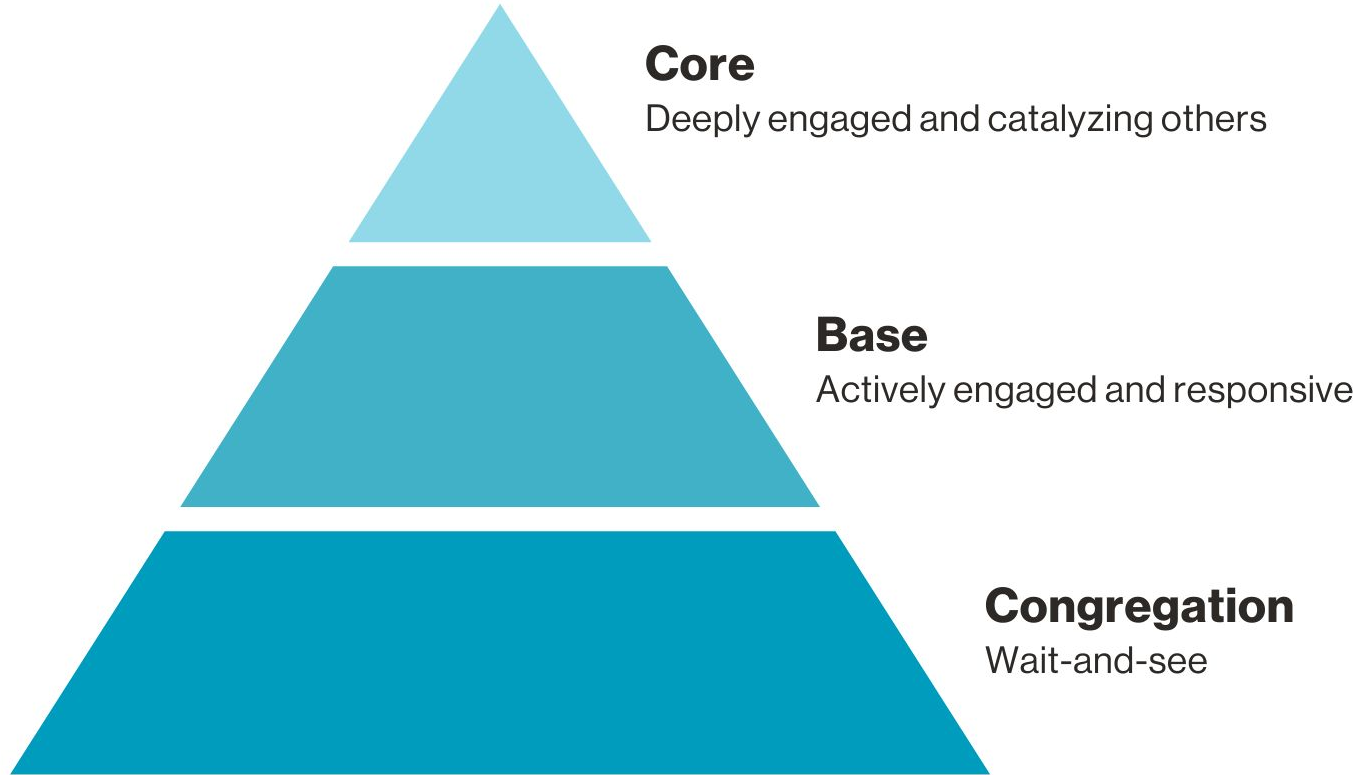 Core
Deeply engaged and catalyzing others
Base
Actively engaged and responsive
Congregation
Wait-and-see